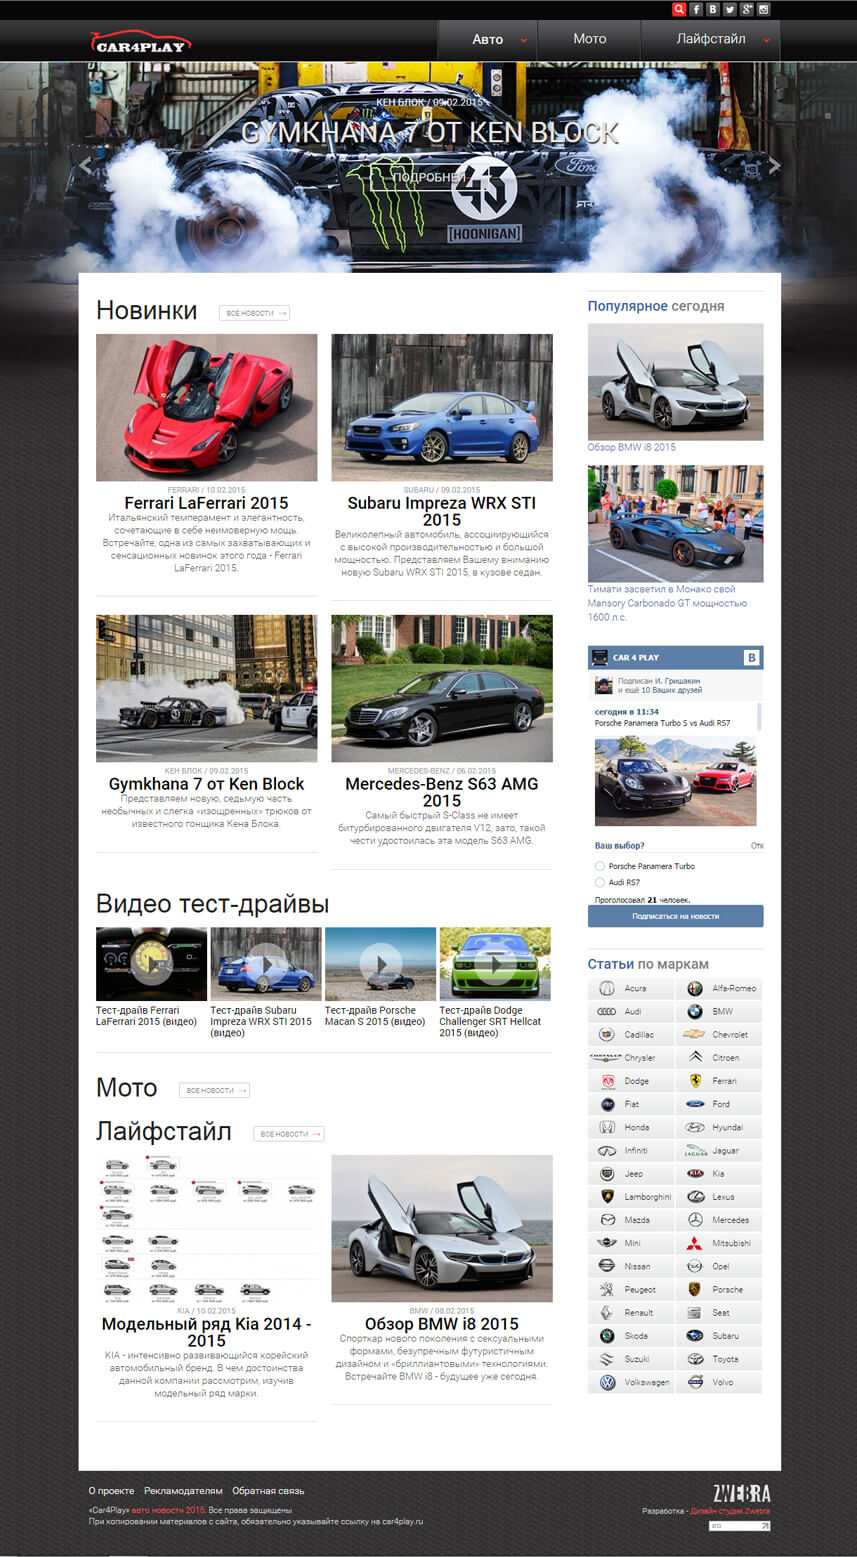 CAR4PLAY
Авто
Мото
Лайфстайл
КЕН БЛОК / 09.02.2015
GYMKHANA 7 ОТ KEN BLOCK
ПОДРОБНЕЙ
43
Ford
[HOONIGAN]
Новинки
ВСЕ НОВОСТИ
FERRARI / 10.02.2015
Ferrari LaFerrari 2015
Итальянский темперамент и элегантность,
сочетающие в себе неимоверную мощь.
Встречайте, одна из самых захватывающих и
сенсационных новинок этого года - Ferrari
LaFerrari 2015.
SUBARU / 09.02.2015
Subaru Impreza WRX STI
2015
Великолепный автомобиль, ассоциирующийся
с высокой производительностью и большой
мощностью. Представляем Вашему вниманию
новую Subaru WRX STI 2015, в кузове седан.
КЕН БЛОК / 09.02.2015
Gymkhana 7 от Ken Block
Представляем новую, седьмую часть
необычных и слегка «изощренных» трюков от
известного гонщика Кена Блока.
MERCEDES-BENZ / 06.02.2015
Mercedes-Benz S63 AMG
2015
Самый быстрый S-Class не имеет
битурбированного двигателя V12, зато, такой
чести удостоилась эта модель S63 AMG.
Видео тест-драйвы
Тест-драйв Ferrari
LaFerrari 2015 (видео)
Тест-драйв Subaru
Impreza WRX STI 2015
(видео)
Тест-драйв Porsche
Macan S 2015 (видео)
Тест-драйв Dodge
Challenger SRT Hellcat
2015 (видео)
Мото
ВСЕ НОВОСТИ
Лайфстайл
ВСЕ НОВОСТИ
KIA / 10.02.2015
Модельный ряд Kia 2014 -
2015
KIA - интенсивно развивающийся корейский
автомобильный бренд. В чем достоинства
данной компании рассмотрим, изучив
модельный ряд марки.
BMW / 08.02.2015
Обзор BMW i8 2015
Спорткар нового поколения с сексуальными
формами, безупречным футуристичным
дизайном и «бриллиантовыми» технологиями.
Встречайте BMW i8 - будущее уже сегодня.
Популярное сегодня
Обзор BMW i8 2015
Тимати засветил в Монако свой
Mansory Carbonado GT мощностью
1600 л.с.
CAR 4 PLAY
В
Подписан И. Гришакин
и ещё 10 Ваших друзей
сегодня в 11:34
Porsche Panamera Turbo S vs Audi RS7
Ваш выбор?
Отк
Porsche Panamera Turbo
Audi RS7
Проголосовал 21 человек.
Подписаться на новости
Статьи по маркам
Acura
Alfa-Romeo
Audi
BMW
Cadillac
Chevrolet
Chrysler
Citroen
Dodge
Ferrari
Fiat
Ford
Honda
Hyundai
Infiniti
Jaguar
Jeep
Kia
Lamborghini
Lexus
Mazda
Mercedes
Mini
Mitsubishi
Nissan
Opel
Peugeot
Porsche
Renault
Seat
Skoda
Subaru
Suzuki
Toyota
Volkswagen
Volvo
О проекте
Рекламодателям
Обратная связь
«Car4Play» авто новости 2015. Все права защищены
При копировании материалов с сайта, обязательно указывайте ссылку на car4play.ru
ZWEBRA
Разработка - Дизайн студия Zwebra